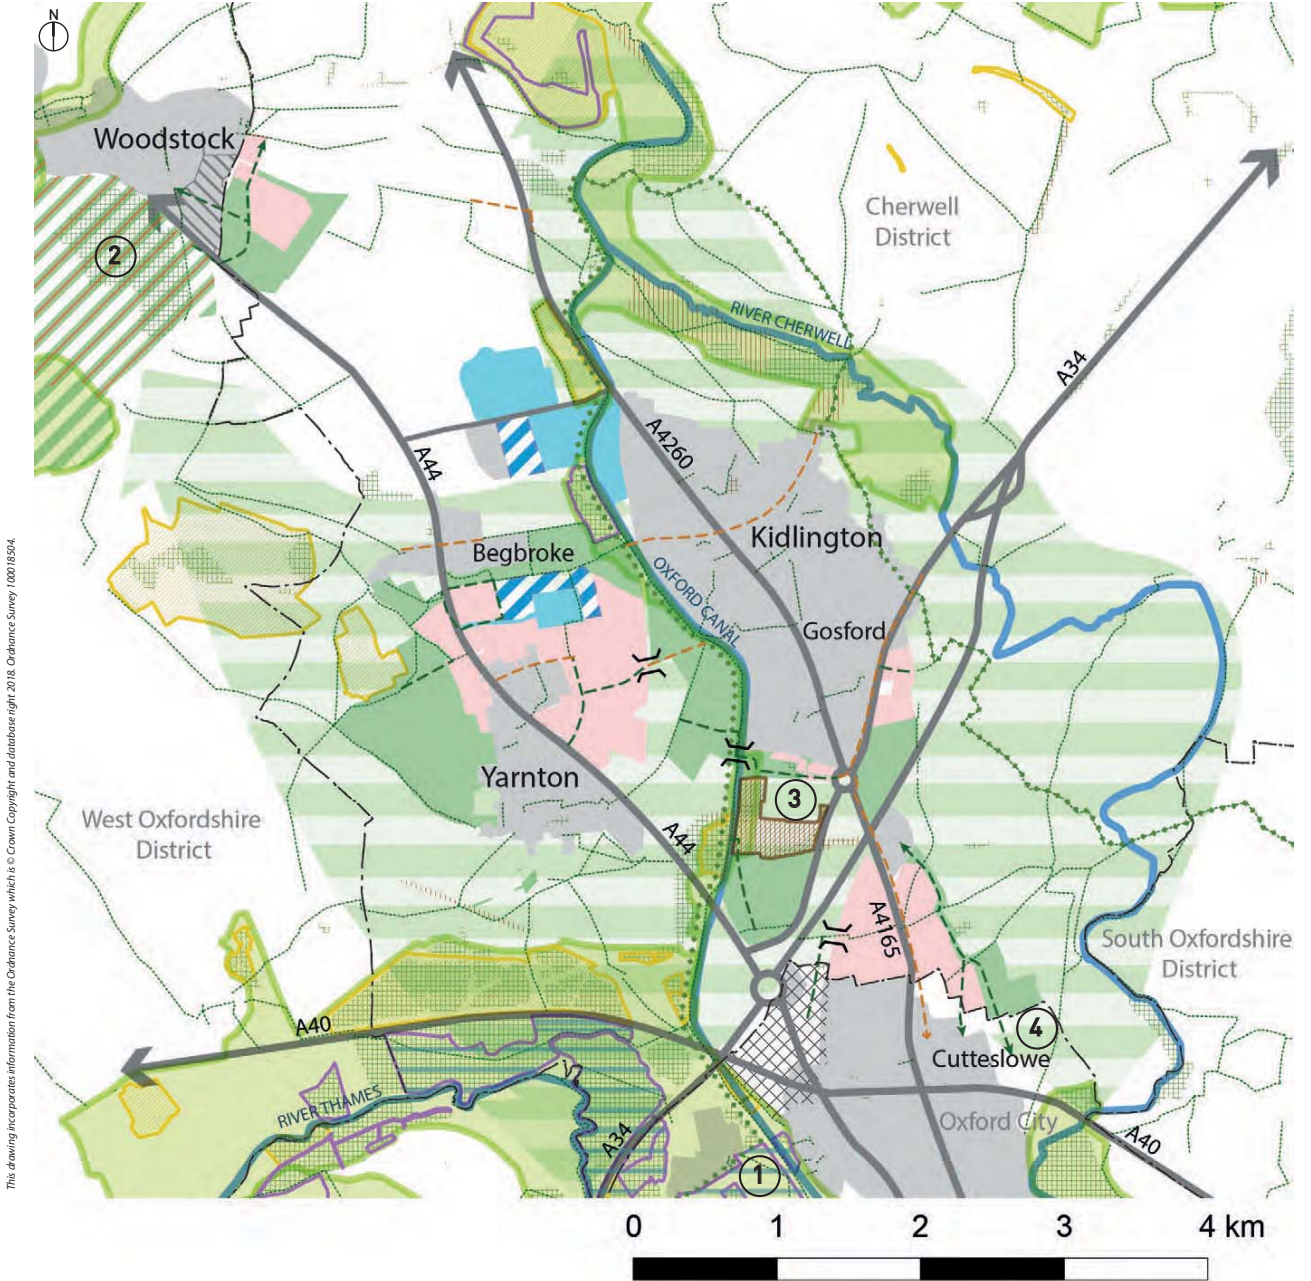 N
Woodstock
2
Cherwell
District
RIVER CHERWELL
A34
A4260
A44
Kidlington
Begbroke
OXFORD CANAL
Gosford
Yarnton
3
West Oxfordshire
District
A44
A4165
South Oxfordshire
District
A40
4
Cutteslowe
RIVER THAMES
Oxford City
A34
A40
1
0 1 2 3 4 km
This drawing incorporates information from the Ordnance Survey which is © Crown Copyright and database right 2018. Ordnance Survey 100018504.